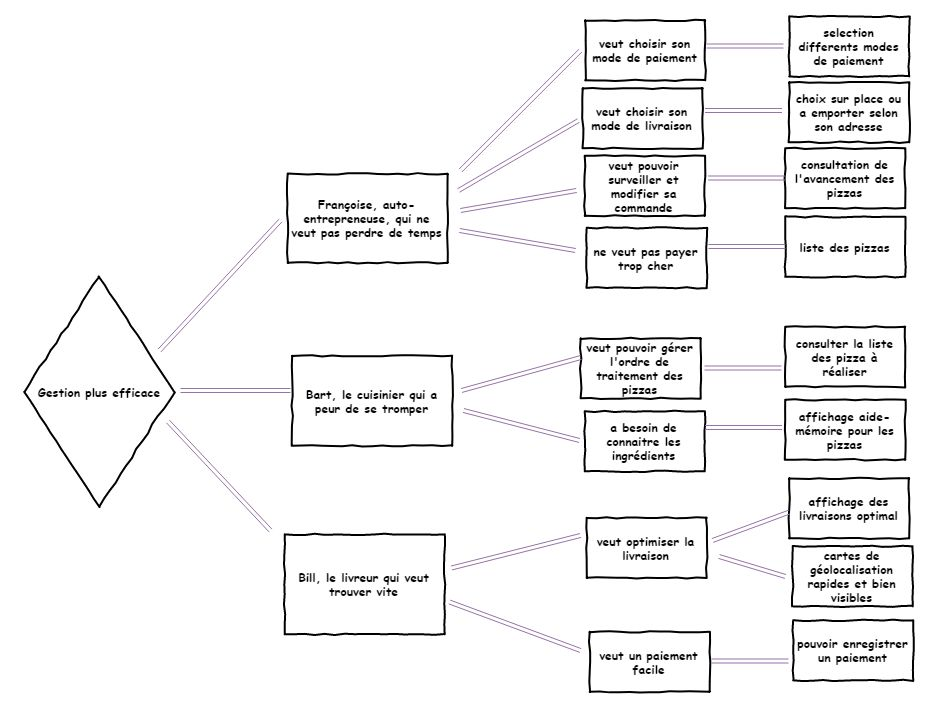 Gestion plus efficace
Françoise, auto-
entrepreneuse, qui ne
veut pas perdre de temps
veut choisir son
mode de paiement
selection
differents modes
de paiement
veut choisir son
mode de livraison
choix sur place ou
a emporter selon
son adresse
veut pouvoir
surveiller et
modifier sa
commande
consultation de
l'avancement des
pizzas
ne veut pas payer
trop cher
liste des pizzas
Bart, le cuisinier qui a
peur de se tromper
veut pouvoir gérer
l'ordre de
traitement des
pizzas
consulter la liste
des pizza à
réaliser
a besoin de
connaitre les
ingrédients
affichage aide-
mémoire pour les
pizzas
Bill, le livreur qui veut
trouver vite
veut optimiser la
livraison
affichage des
livraisons optimal
cartes de
géolocalisation
rapides et bien
visibles
veut un paiement
facile
pouvoir enregistrer
un paiement